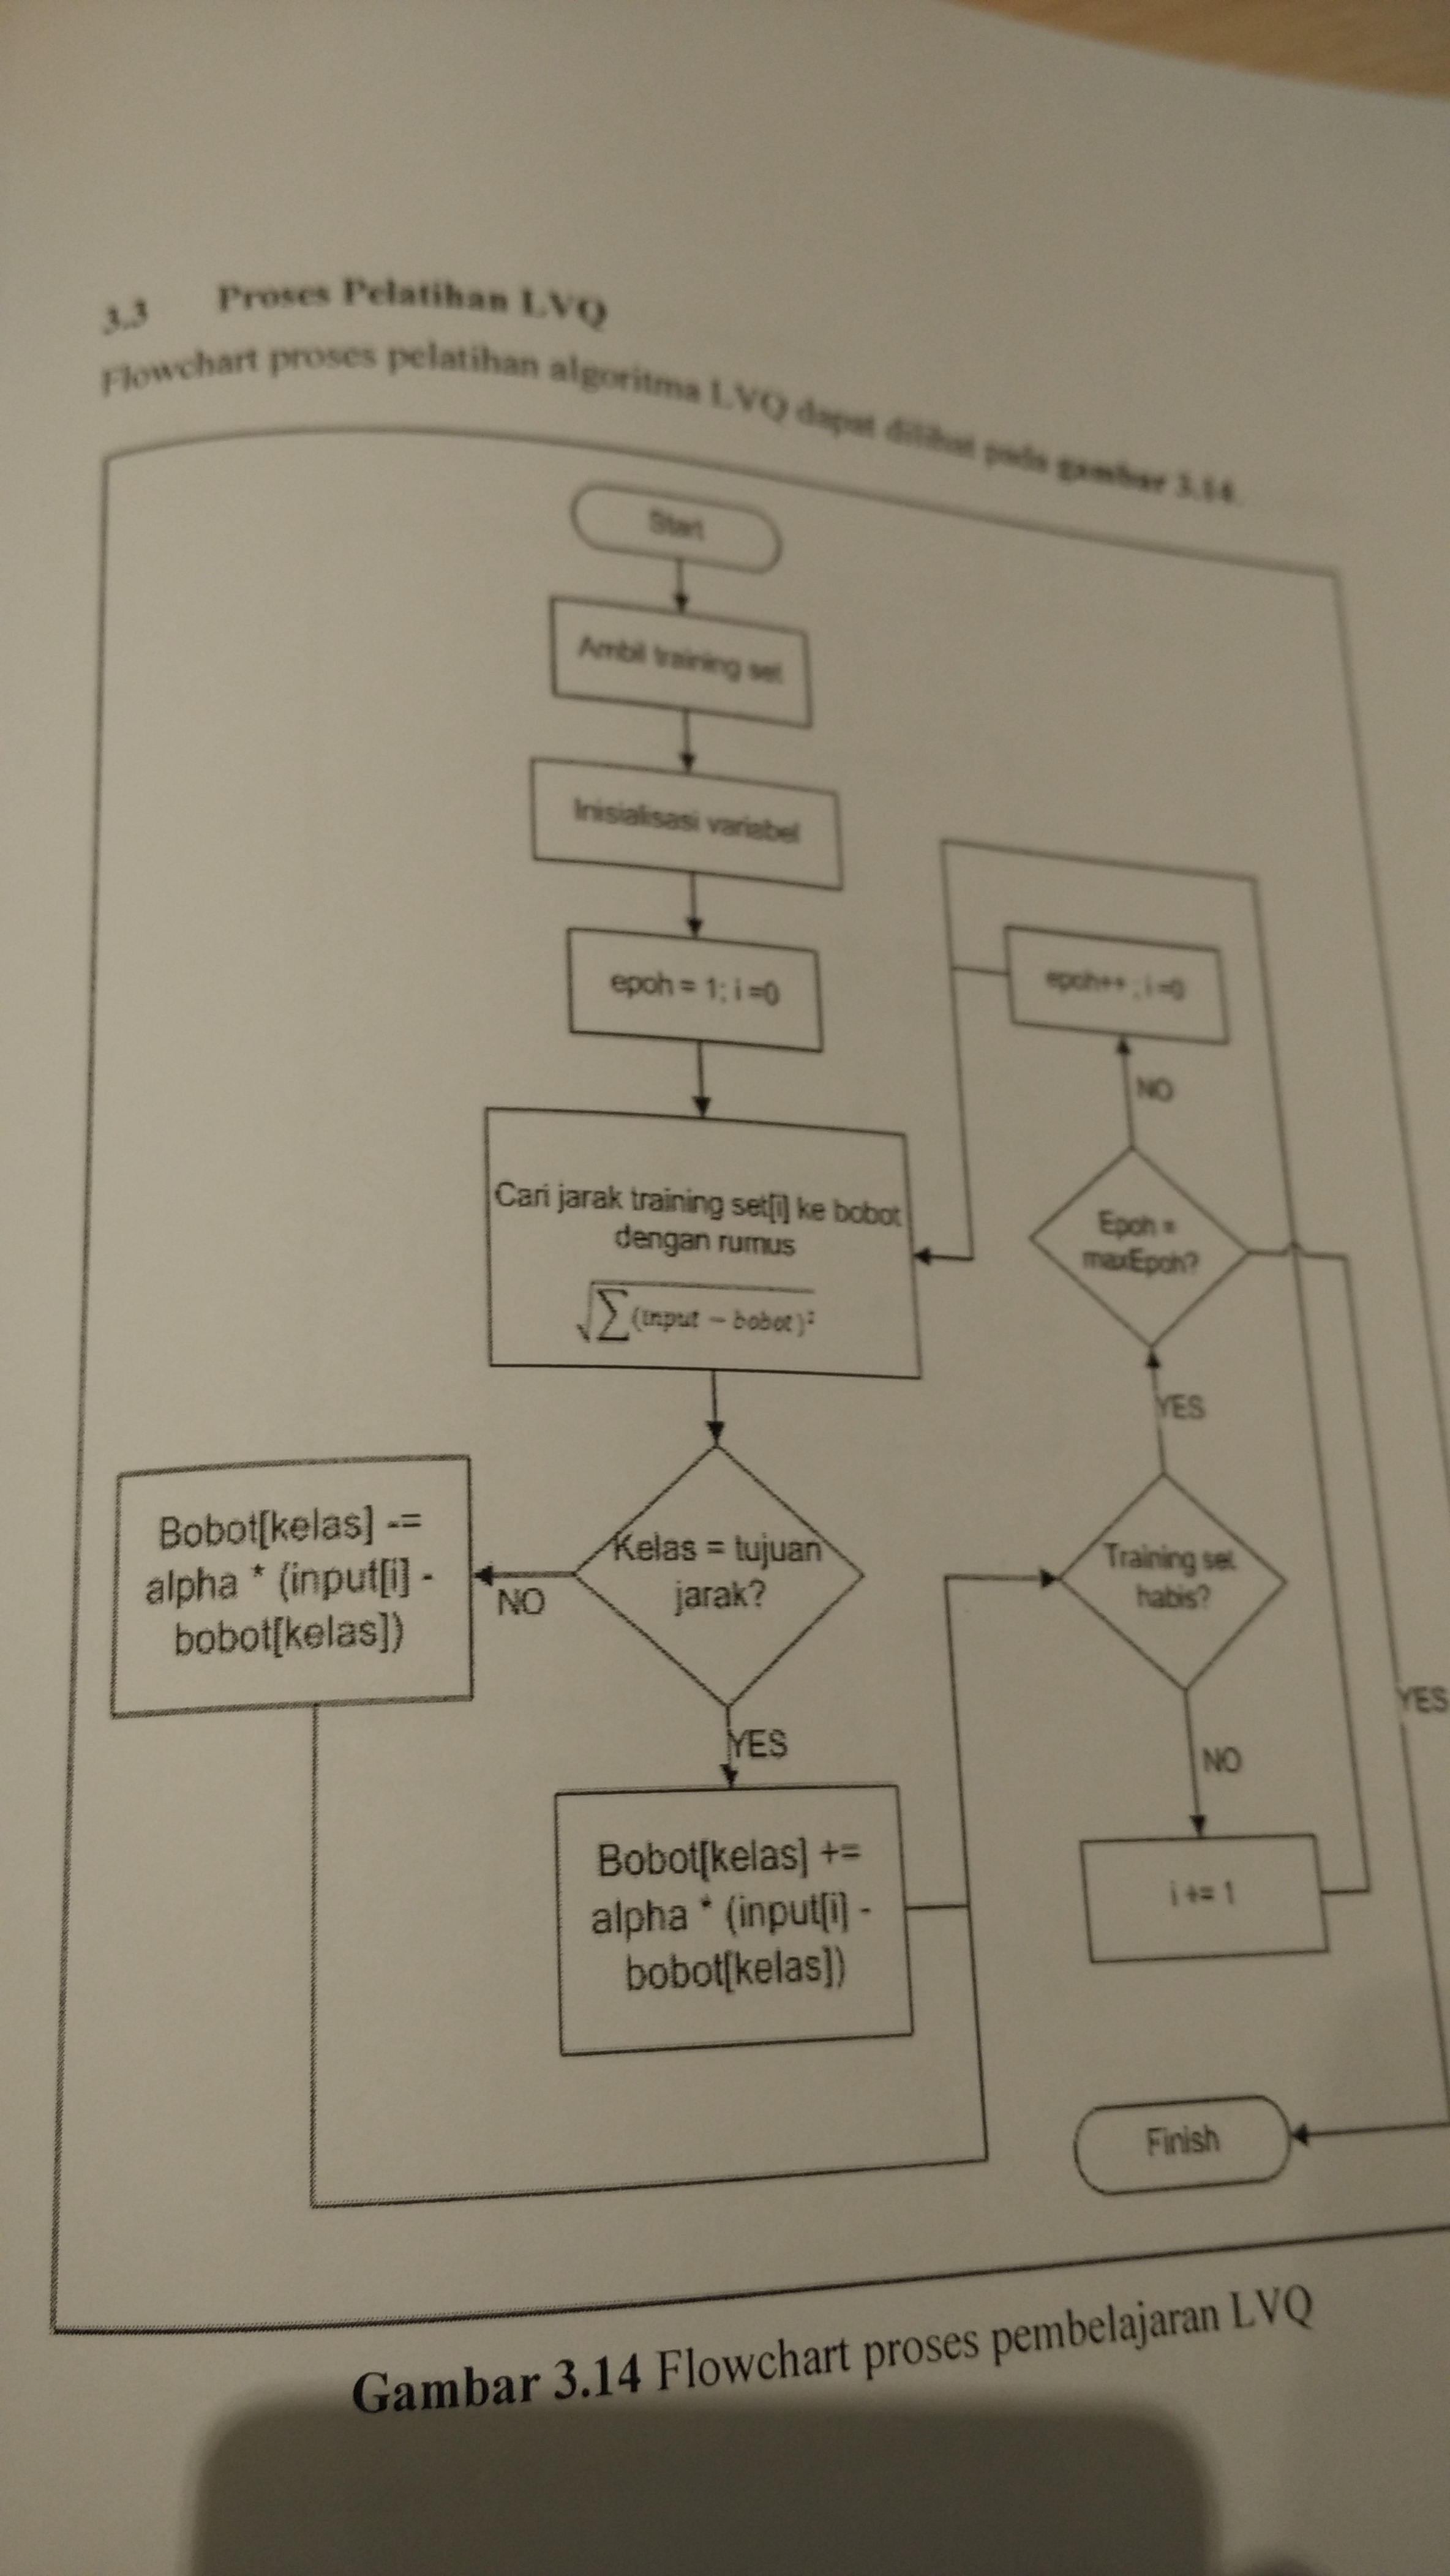 3.3 Proses Pelatihan LVQ
Flowchart proses pelatihan algoritma LVQ dapat dilihat pada gambar 3.14.
Start
Ambil training set
Inisialisasi variabel
epoh = 1; i =0
Cari jarak training set[i] ke bobot
dengan rumus
√∑(input − bobot)²
Kelas = tujuan
jarak?
NO
Bobot[kelas] -=
alpha * (input[i] -
bobot[kelas])
YES
Bobot[kelas] +=
alpha * (input[i] -
bobot[kelas])
epoh++ ; i =0
NO
Epoh =
maxEpoh?
YES
YES
Training set
habis?
NO
i += 1
Finish
Gambar 3.14 Flowchart proses pembelajaran LVQ